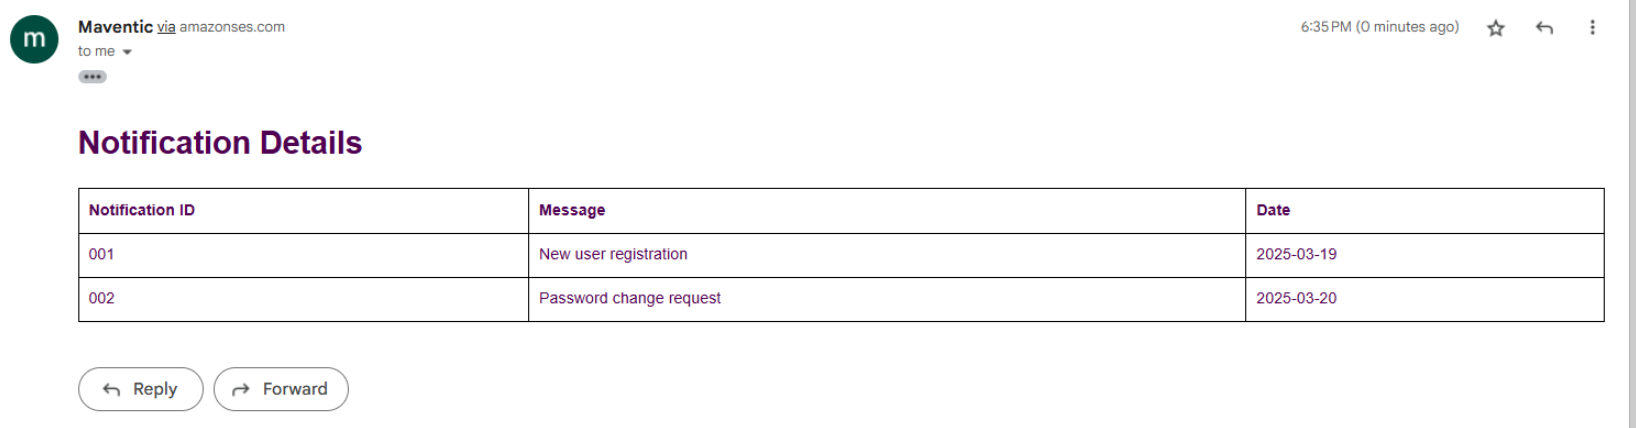 m
Maventic via amazonses.com
6:35 PM (0 minutes ago)
to me
Notification Details
Notification ID Message Date
001 New user registration 2025-03-19
002 Password change request 2025-03-20
Reply Forward